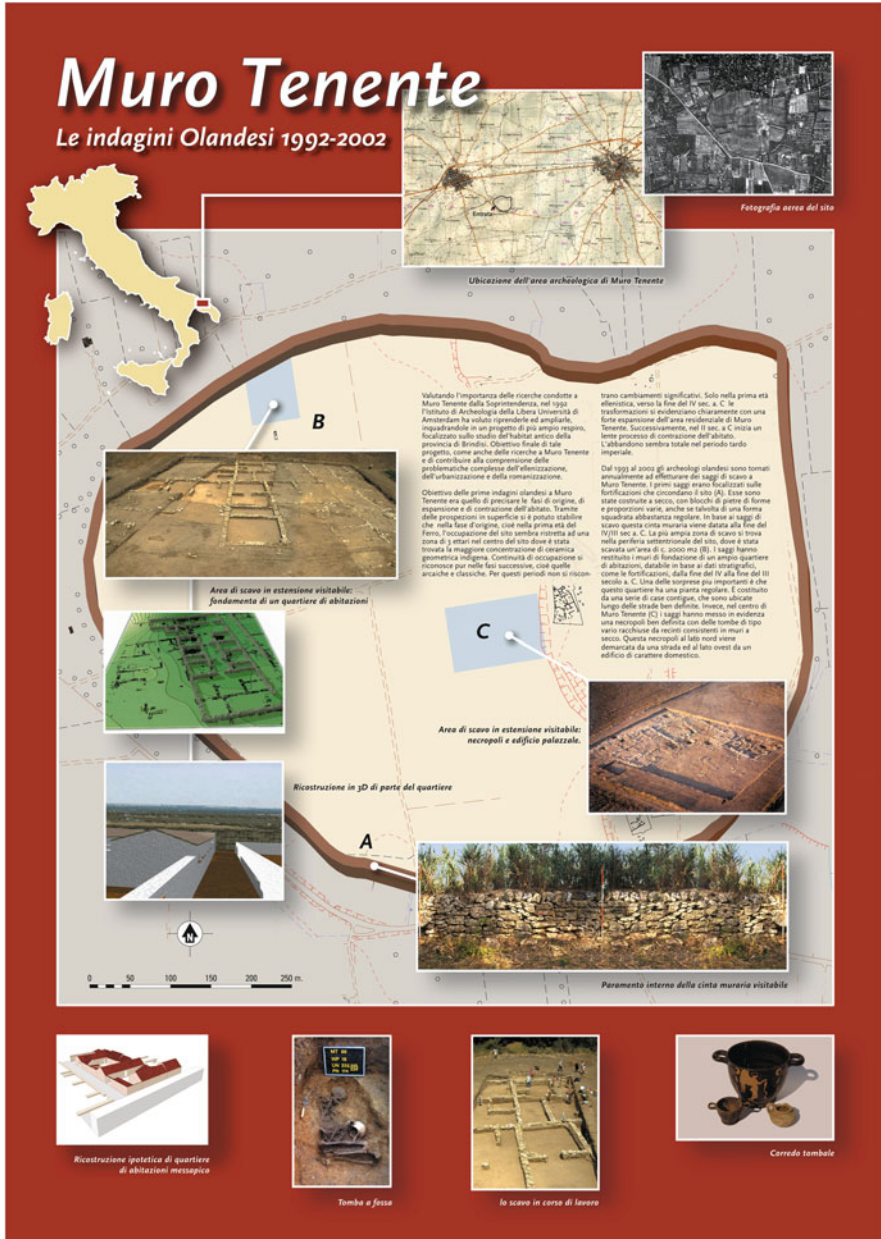 Muro Tenente
Le indagini Olandesi 1992-2002
Entrata
Fotografia aerea del sito
Ubicazione dell'area archeologica di Muro Tenente
B
Valutando l'importanza delle ricerche condotte a
Muro Tenente dalla Soprintendenza, nel 1992
l'Istituto di Archeologia della Libera Università di
Amsterdam ha voluto riprenderle ed ampliarle,
inquadrandole in un progetto di più ampio respiro,
focalizzato sullo studio dell'habitat antico della
provincia di Brindisi. Obiettivo finale di tale
progetto, come anche delle ricerche a Muro Tenente
e di contribuire alla comprensione delle
problematiche complesse dell'ellenizzazione,
dell'urbanizzazione e della romanizzazione.
Obiettivo delle prime indagini olandesi a Muro
Tenente era quello di precisare le fasi di origine, di
espansione e di contrazione dell'abitato. Tramite
delle prospezioni in superficie si è potuto stabilire
che nella fase d'origine, cioè nella prima età del
Ferro, l'occupazione del sito sembra ristretta ad una
zona di 3 ettari nel centro del sito dove è stata
trovata la maggiore concentrazione di ceramica
geometrica indigena. Continuità di occupazione si
riconosce pur nelle fasi successive, cioè quelle
arcaiche e classiche. Per questi periodi non si riscon-
trano cambiamenti significativi. Solo nella prima età
ellenistica, verso la fine del IV sec. a. C le
trasformazioni si evidenziano chiaramente con una
forte espansione dell'area residenziale di Muro
Tenente. Successivamente, nel II sec. a C inizia un
lente processo di contrazione dell'abitato.
L'abbandono sembra totale nel periodo tardo
imperiale.
Dal 1993 al 2002 gli archeologi olandesi sono tornati
annualmente ad effetturare dei saggi di scavo a
Muro Tenente. I primi saggi erano focalizzati sulle
fortificazioni che circondano il sito (A). Esse sono
state costruite a secco, con blocchi di pietre di forme
e proporzioni varie, anche se talvolta di una forma
squadrata abbastanza regolare. In base ai saggi di
scavo questa cinta muraria viene datata alla fine del
IV/III sec a. C. La più ampia zona di scavo si trova
nella periferia settentrionale del sito, dove è stata
scavata un'area di c. 2000 m2 (B). I saggi hanno
restituito i muri di fondazione di un ampio quartiere
di abitazioni, databile in base ai dati stratigrafici,
come le fortificazioni, dalla fine del IV alla fine del III
secolo a. C. Una delle sorprese piu importanti è che
questo quartiere ha una pianta regolare. È costituito
da una serie di case contigue, che sono ubicate
lungo delle strade ben definite. Invece, nel centro di
Muro Tenente (C) i saggi hanno messo in evidenza
una necropoli ben definita con delle tombe di tipo
vario racchiuse da recinti consistenti in muri a
secco. Questa necropoli al lato nord viene
demarcata da una strada ed al lato ovest da un
edificio di carattere domestico.
Area di scavo in estensione visitabile:
fondamenta di un quartiere di abitazioni
C
Area di scavo in estensione visitabile:
necropoli e edificio palazzale.
Ricostruzione in 3D di parte del quartiere
A
N
0 50 100 150 200 250 m.
Paramento interno della cinta muraria visitabile
MT 98
WP 18
Ricostruzione ipotetica di quartiere
di abitazioni messapico
Tomba a fossa
lo scavo in corso di lavoro
Corredo tombale